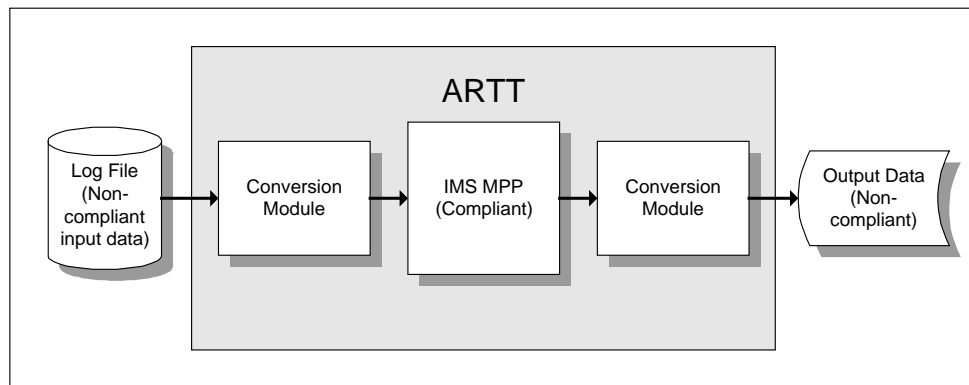 ARTT
Log File
(Non-
compliant
input data)
Conversion
Module
IMS MPP
(Compliant)
Conversion
Module
Output Data
(Non-
compliant)